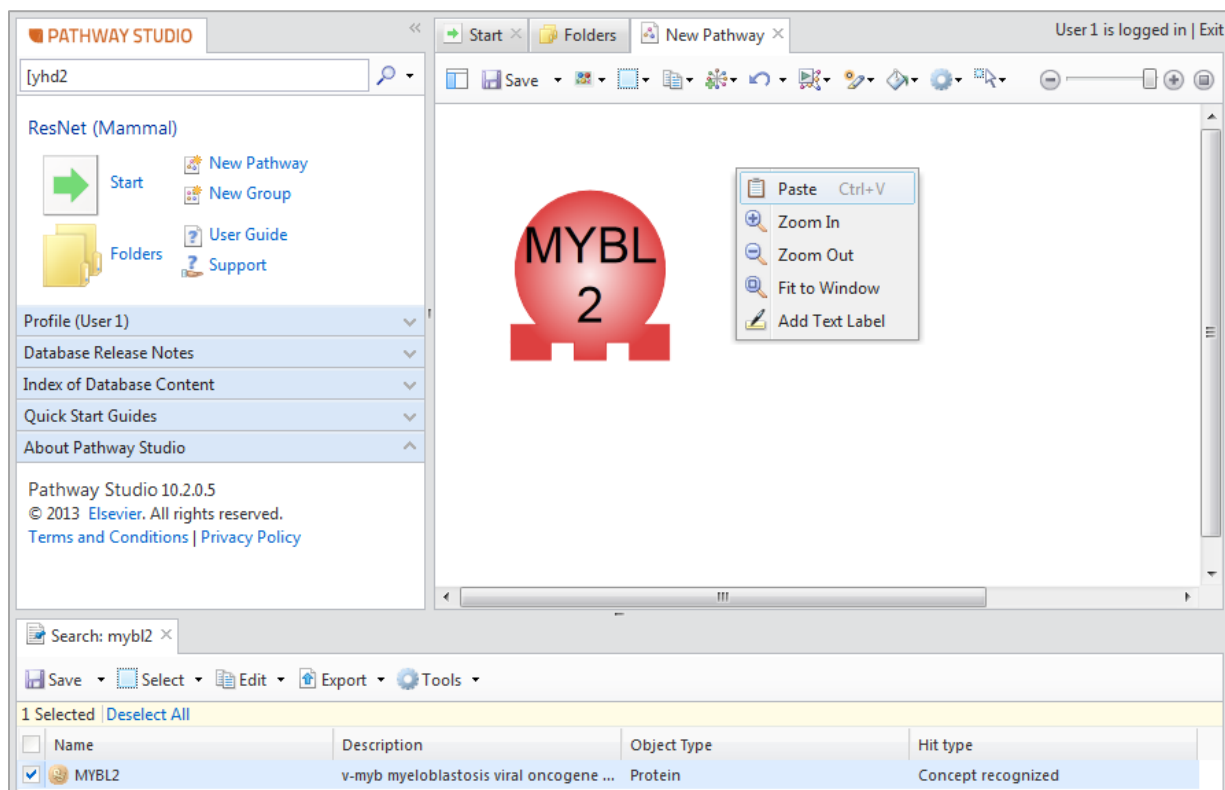 PATHWAY STUDIO
[yhd2
ResNet (Mammal)
Start
New Pathway
New Group
Folders
User Guide
Support
Profile (User 1)
Database Release Notes
Index of Database Content
Quick Start Guides
About Pathway Studio
Pathway Studio 10.2.0.5
© 2013 Elsevier. All rights reserved.
Terms and Conditions | Privacy Policy
Start Folders New Pathway User 1 is logged in | Exit
Save
MYBL
2
Paste Ctrl+V
Zoom In
Zoom Out
Fit to Window
Add Text Label
Search: mybl2
Save Select Edit Export Tools
1 Selected | Deselect All
Name Description Object Type Hit type
MYBL2 v-myb myeloblastosis viral oncogene ... Protein Concept recognized